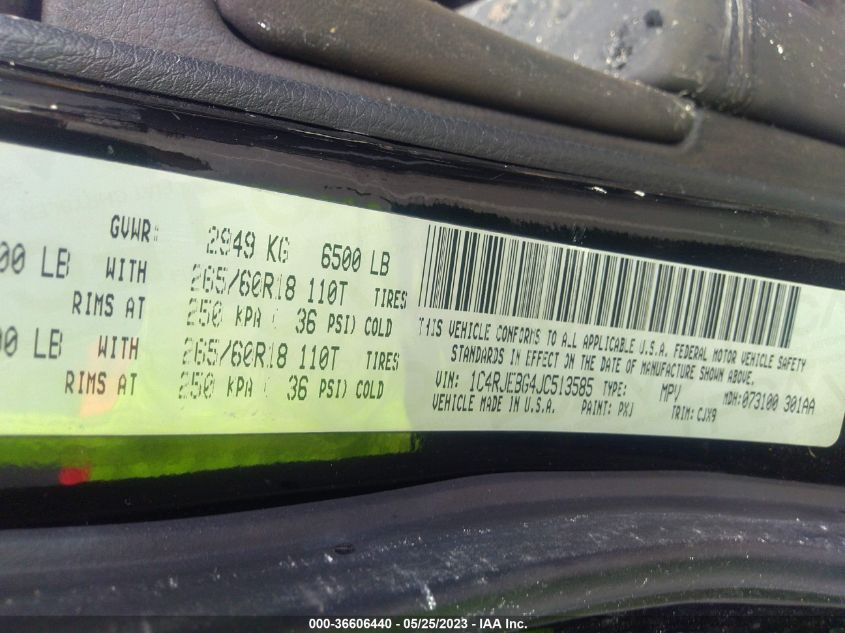 GVWR: 2949 KG 6500 LB
00 LB WITH 265/60R18 110T TIRES
RIMS AT 250 KPA ( 36 PSI) COLD
00 LB WITH 265/60R18 110T TIRES
RIMS AT 250 KPA ( 36 PSI) COLD
THIS VEHICLE CONFORMS TO ALL APPLICABLE U.S.A. FEDERAL MOTOR VEHICLE SAFETY
STANDARDS IN EFFECT ON THE DATE OF MANUFACTURE SHOWN ABOVE.
VIN: 1C4RJEBG4JC513585 TYPE: MPV MDH: 073100 301AA
VEHICLE MADE IN U.S.A. PAINT: PXJ TRIM: CJX9
000-36606440 - 05/25/2023 - IAA Inc.